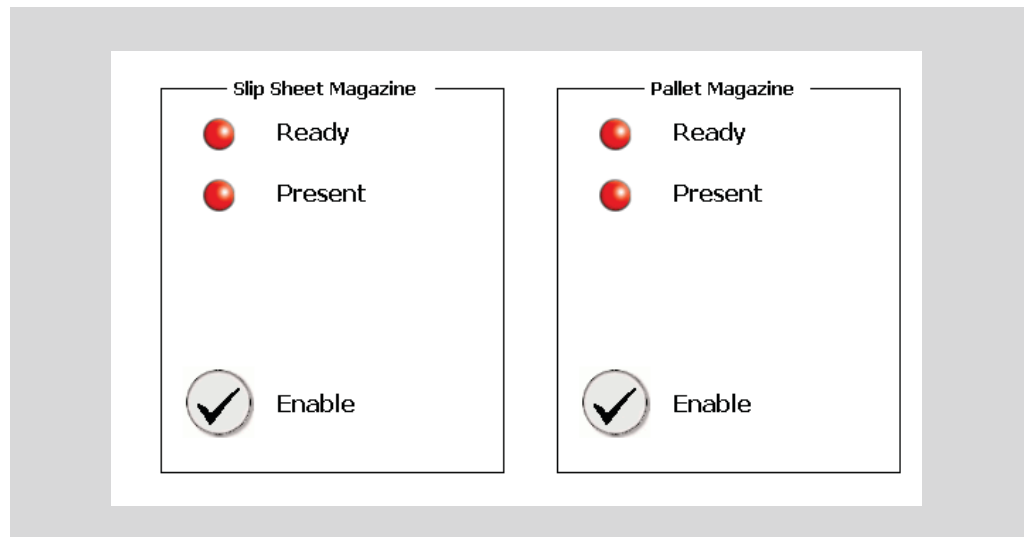 Slip Sheet Magazine
Ready
Present
Enable
Pallet Magazine
Ready
Present
Enable